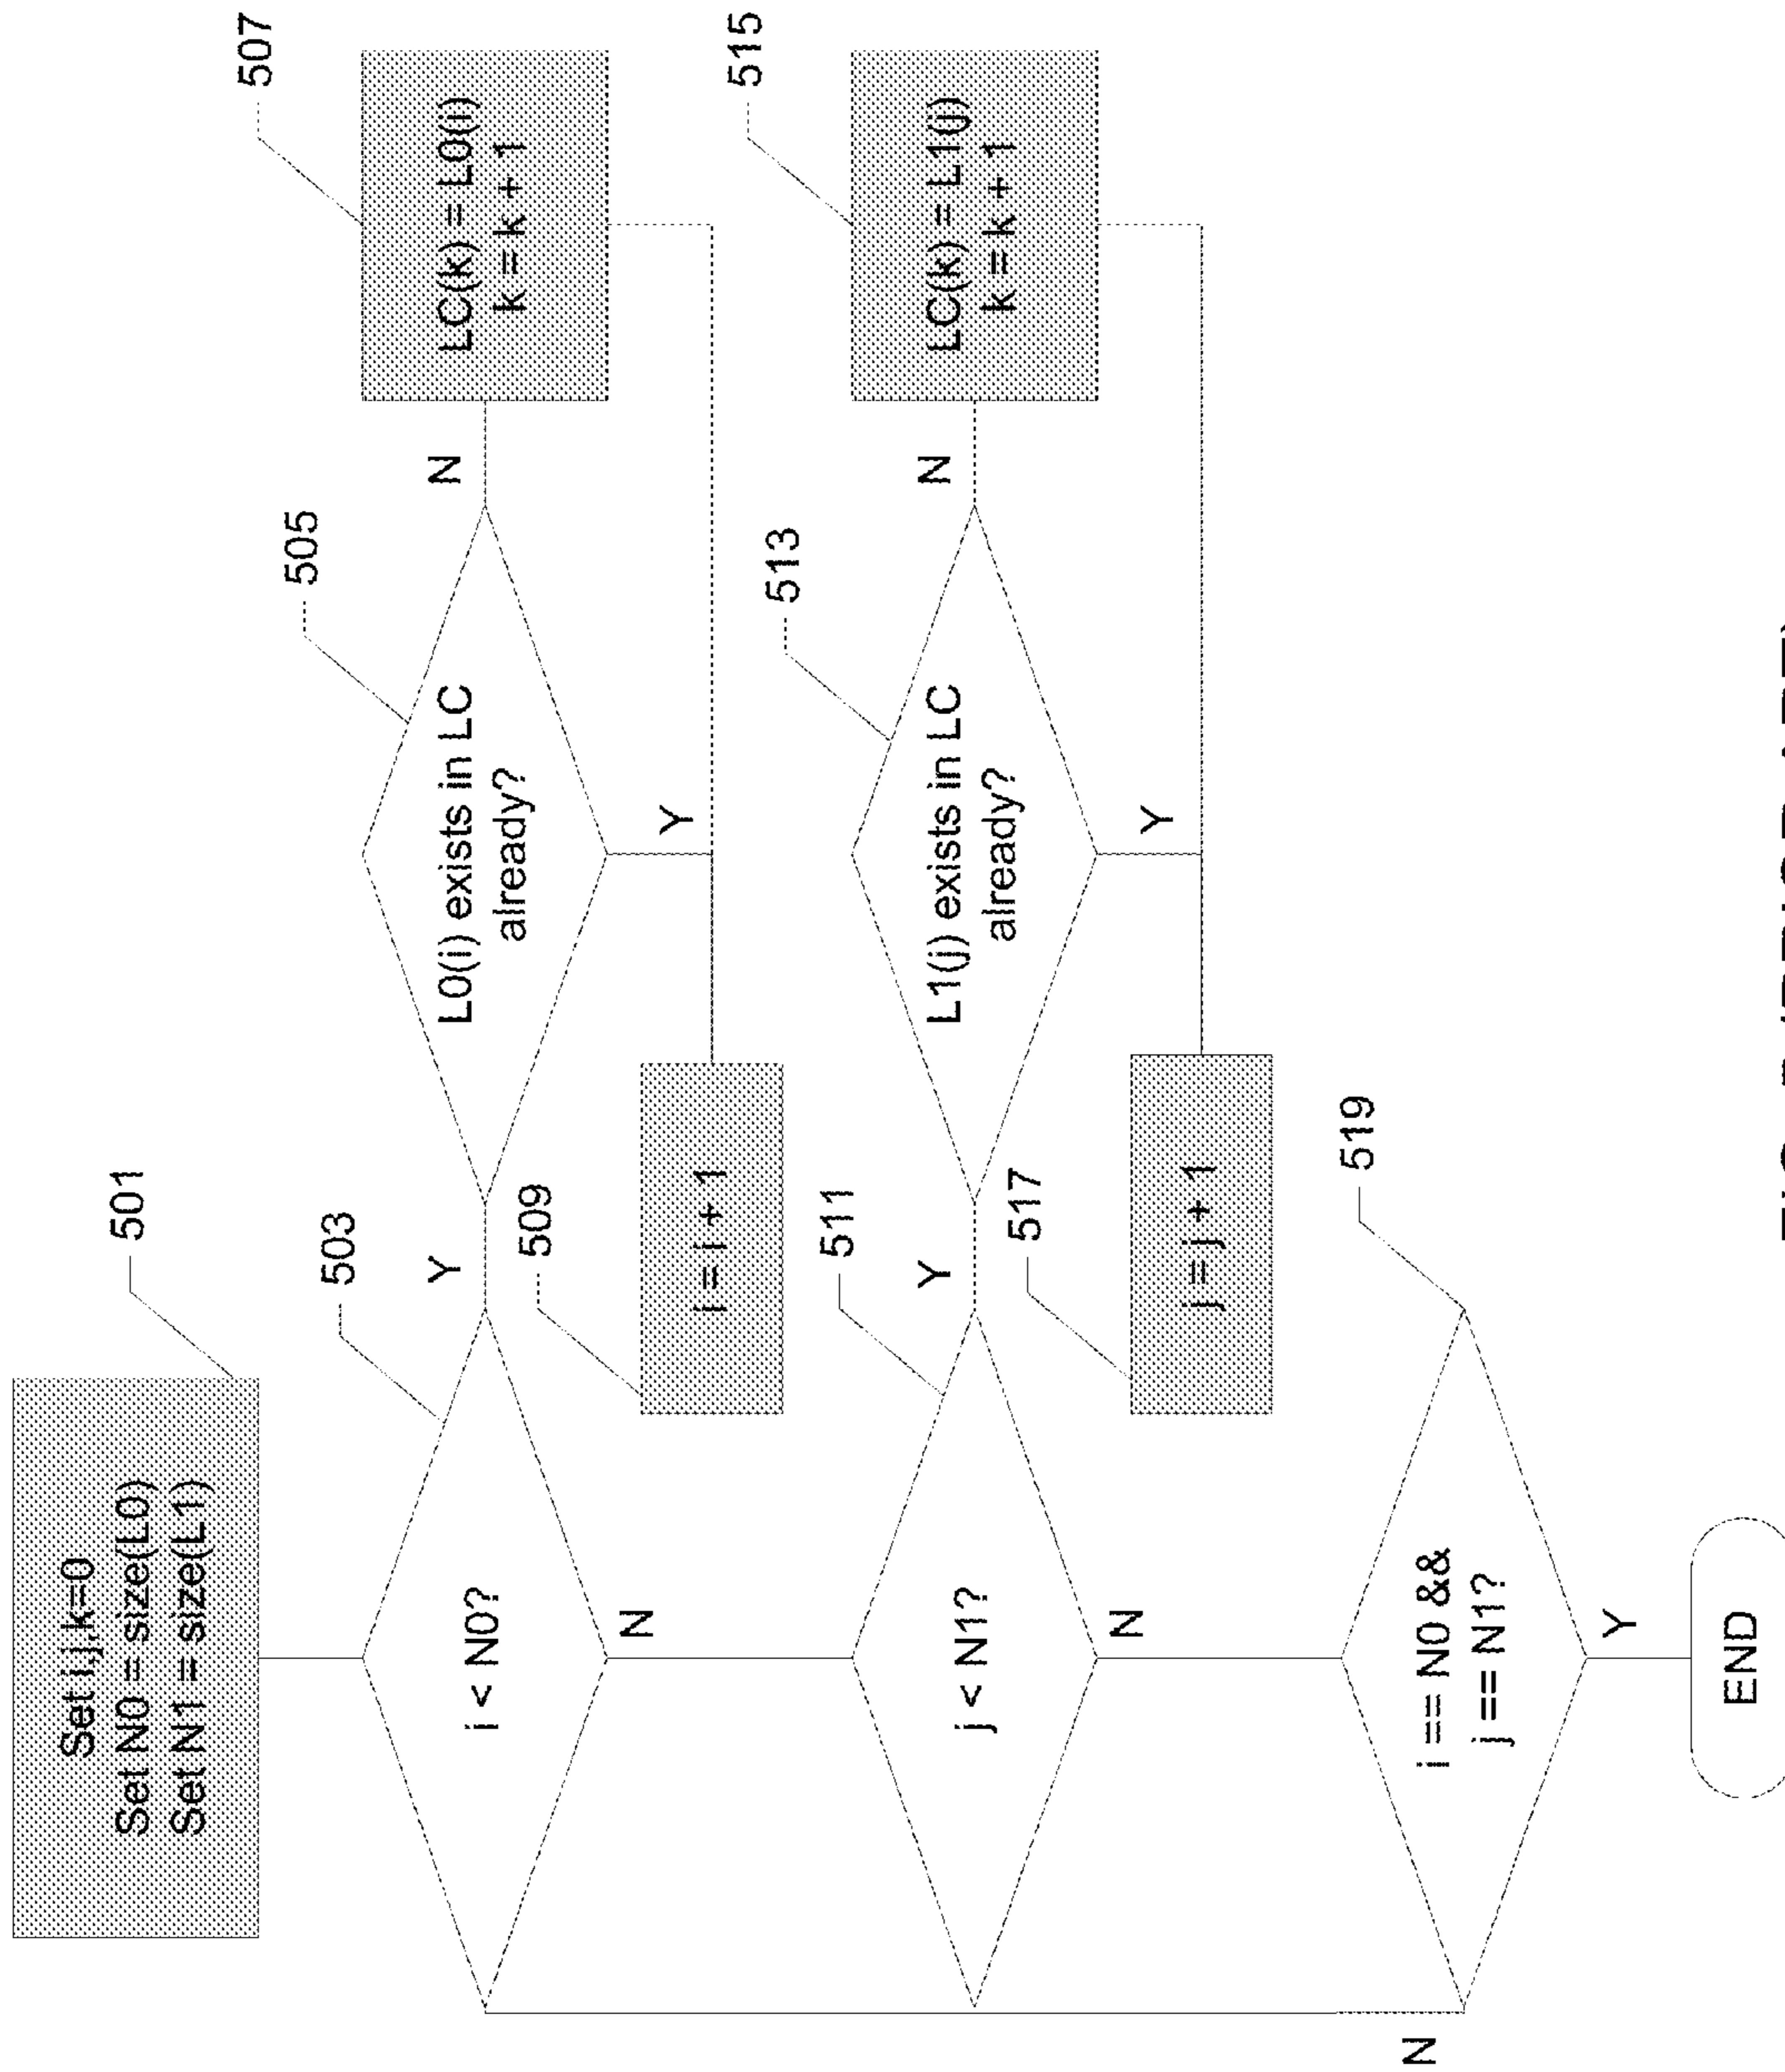 501
Set i,j,k=0
Set N0 = size(L0)
Set N1 = size(L1)
503
i < N0?
Y
N
505
L0(i) exists in LC
already?
N
Y
507
LC(k) = L0(i)
k = k + 1
509
i = i + 1
511
j < N1?
Y
N
513
L1(j) exists in LC
already?
N
Y
515
LC(k) = L1(j)
k = k + 1
517
j = j + 1
519
i == N0 &&
j == N1?
N
Y
END